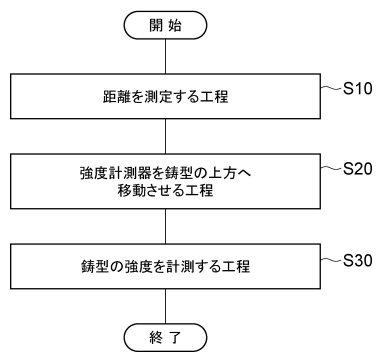 開 始
距離を測定する工程
S10
強度計測器を鋳型の上方へ
移動させる工程
S20
鋳型の強度を計測する工程
S30
終 了